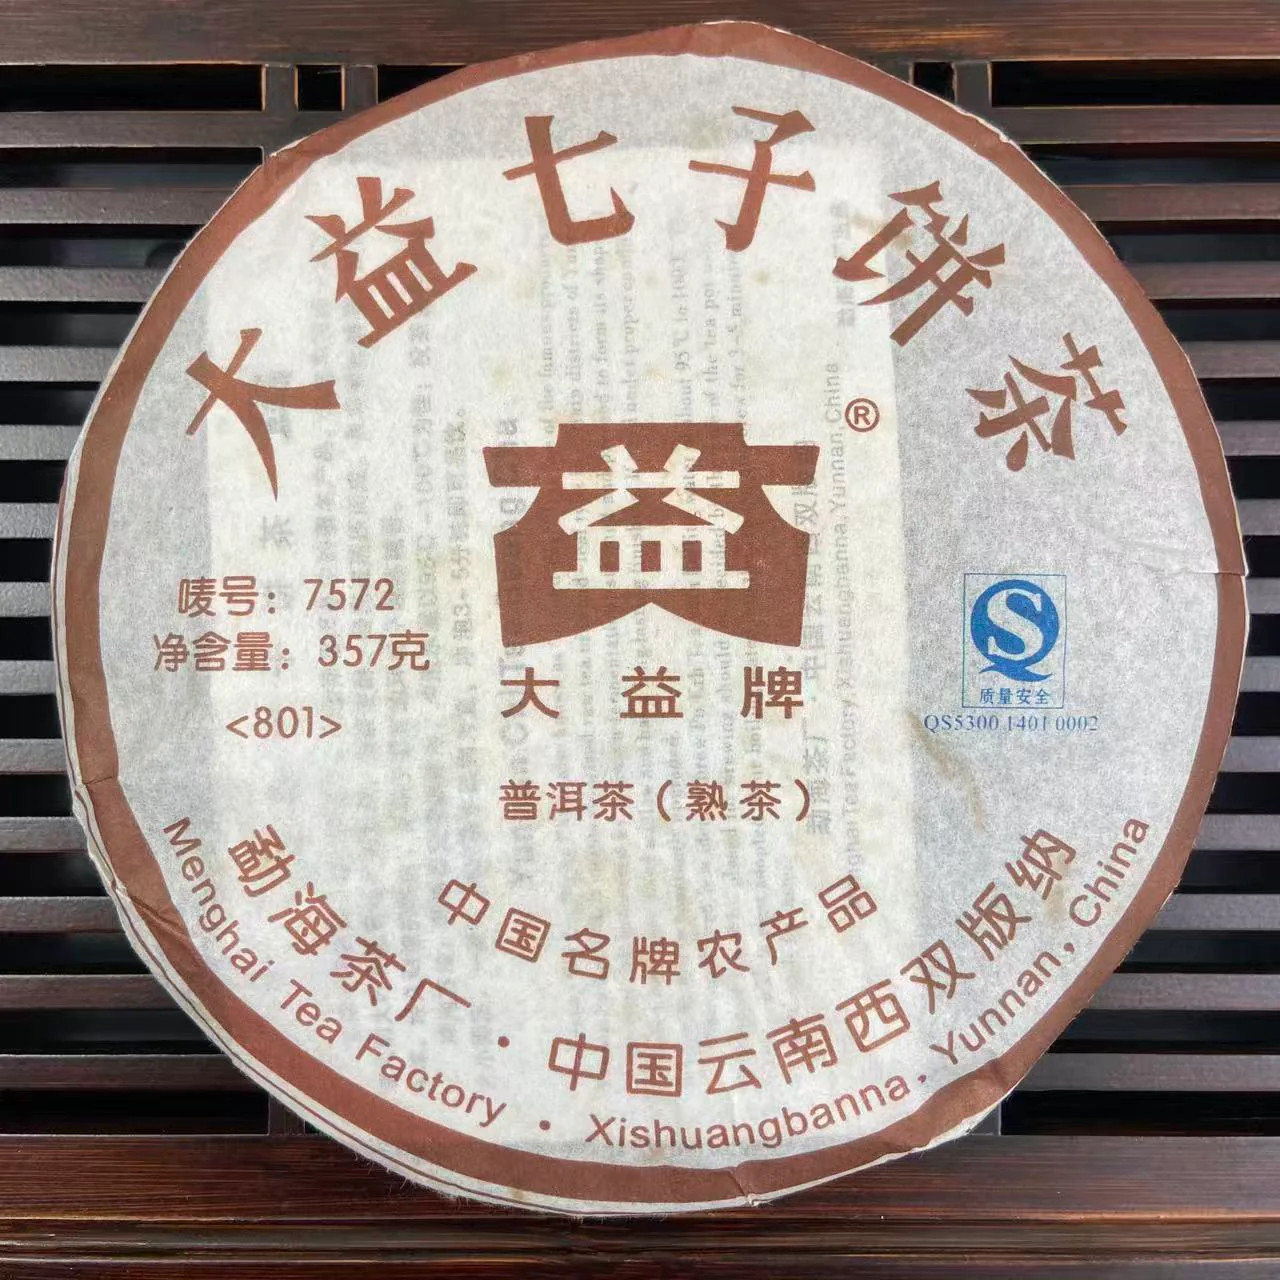 大益七子饼茶
益
®
唛号：7572
净含量：357克
<801>
大益牌
普洱茶（熟茶）
质量安全
QS5300 1401 0002
中国名牌农产品
勐海茶厂·中国云南西双版纳
Menghai Tea Factory · Xishuangbanna, Yunnan, China